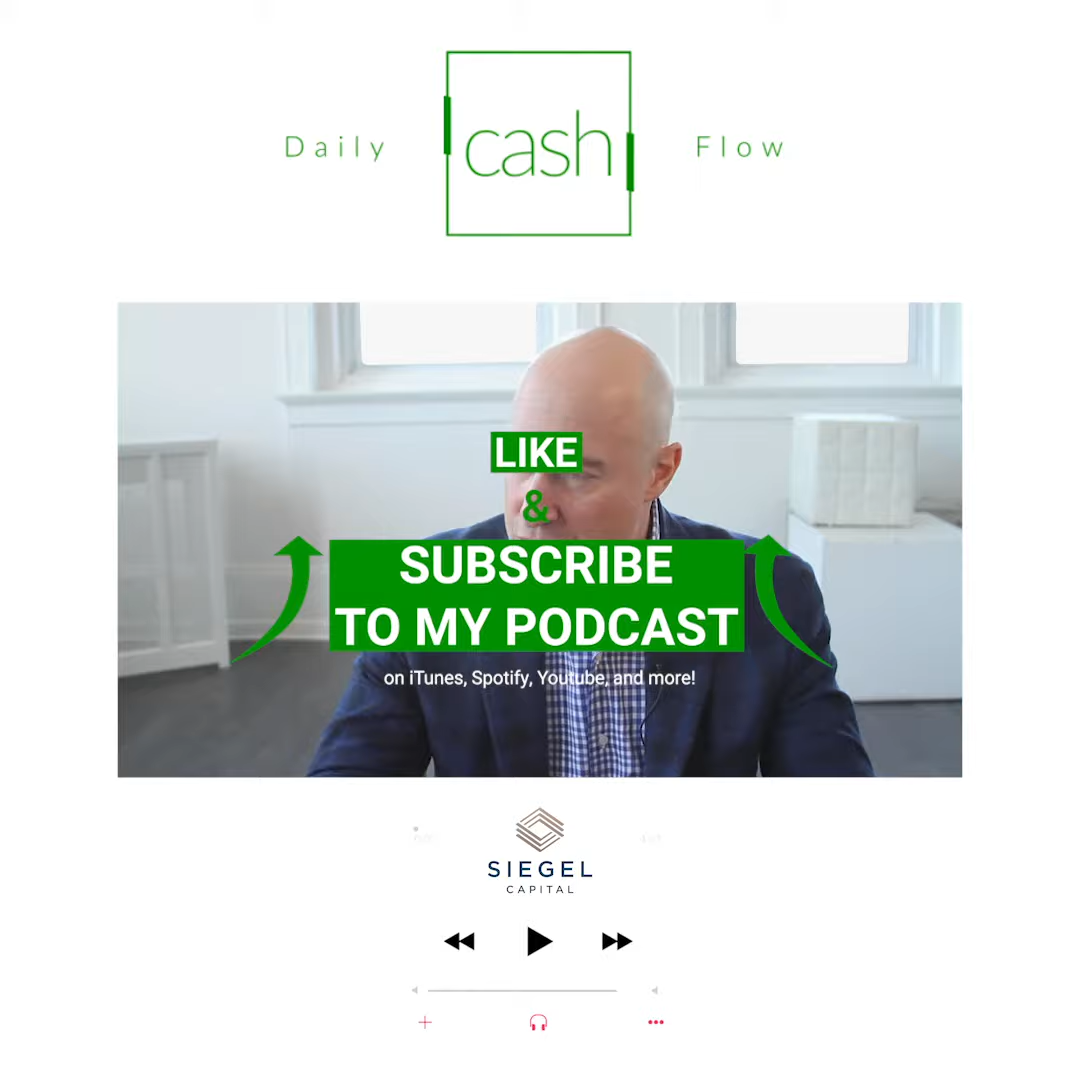 Daily cash Flow
LIKE
&
SUBSCRIBE
TO MY PODCAST
on iTunes, Spotify, Youtube, and more!
SIEGEL
CAPITAL